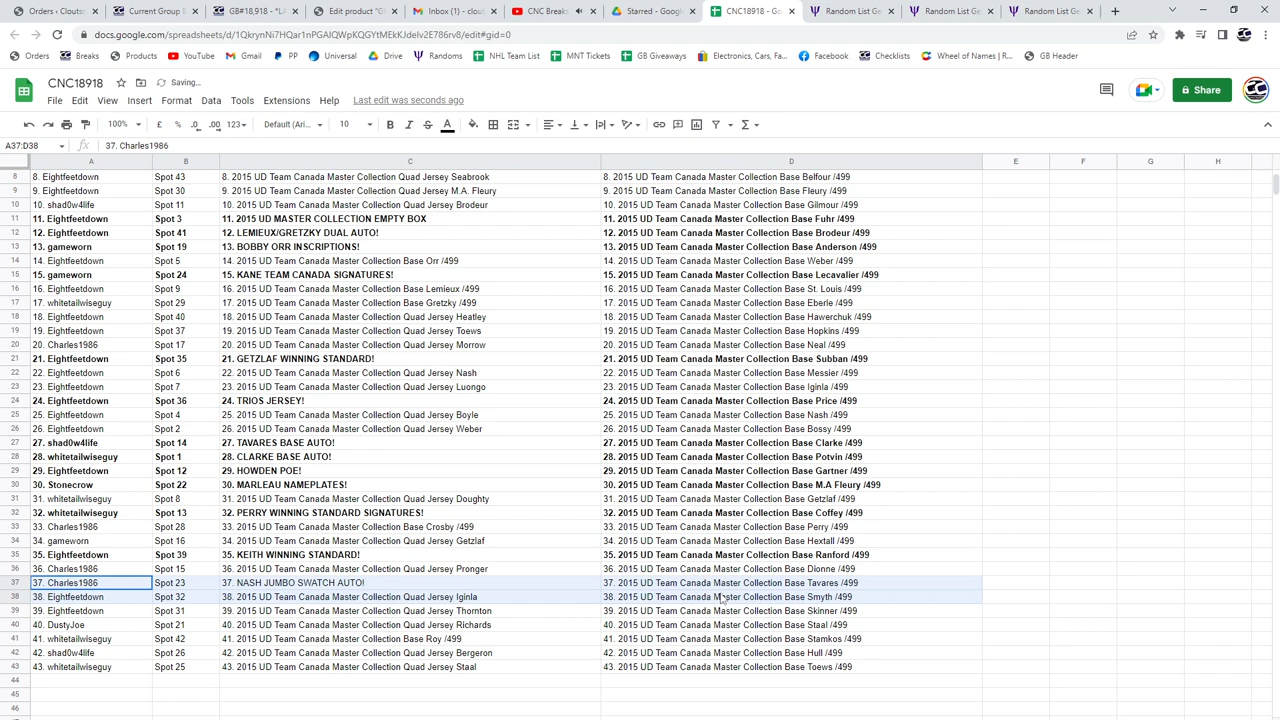 Orders ‹ Cloutsn
Current Group B
GB#18,918 - *LA
Edit product "G
Inbox (1) - clout
CNC Breaks
Starred - Google
CNC18918 - Go
Random List Ge
Random List Ge
Random List Ge
docs.google.com/spreadsheets/d/1QkrynNi7HQar1nPGAIQWpKQGYtMEkKJdeIv2E786rv8/edit#gid=0
Orders Breaks Products YouTube Gmail PP Universal Drive Randoms NHL Team List MNT Tickets GB Giveaways Electronics, Cars, Fa... Facebook Checklists Wheel of Names | R... GB Header
CNC18918 Saving...
File Edit View Insert Format Data Tools Extensions Help Last edit was seconds ago
Share
100% £ % .0 .00 123 Default (Ari... 10 B I S A
A37:D38 fx 37. Charles1986
A B C D E F G H
8 8. Eightfeetdown Spot 43 8. 2015 UD Team Canada Master Collection Quad Jersey Seabrook 8. 2015 UD Team Canada Master Collection Base Belfour /499
9 9. Eightfeetdown Spot 30 9. 2015 UD Team Canada Master Collection Quad Jersey M.A. Fleury 9. 2015 UD Team Canada Master Collection Base Fleury /499
10 10. shad0w4life Spot 11 10. 2015 UD Team Canada Master Collection Quad Jersey Brodeur 10. 2015 UD Team Canada Master Collection Base Gilmour /499
11 11. Eightfeetdown Spot 3 11. 2015 UD MASTER COLLECTION EMPTY BOX 11. 2015 UD Team Canada Master Collection Base Fuhr /499
12 12. Eightfeetdown Spot 41 12. LEMIEUX/GRETZKY DUAL AUTO! 12. 2015 UD Team Canada Master Collection Base Brodeur /499
13 13. gameworn Spot 19 13. BOBBY ORR INSCRIPTIONS! 13. 2015 UD Team Canada Master Collection Base Anderson /499
14 14. Eightfeetdown Spot 5 14. 2015 UD Team Canada Master Collection Base Orr /499 14. 2015 UD Team Canada Master Collection Base Weber /499
15 15. gameworn Spot 24 15. KANE TEAM CANADA SIGNATURES! 15. 2015 UD Team Canada Master Collection Base Lecavalier /499
16 16. Eightfeetdown Spot 9 16. 2015 UD Team Canada Master Collection Base Lemieux /499 16. 2015 UD Team Canada Master Collection Base St. Louis /499
17 17. whitetailwiseguy Spot 29 17. 2015 UD Team Canada Master Collection Base Gretzky /499 17. 2015 UD Team Canada Master Collection Base Eberle /499
18 18. Eightfeetdown Spot 40 18. 2015 UD Team Canada Master Collection Quad Jersey Heatley 18. 2015 UD Team Canada Master Collection Base Hawerchuk /499
19 19. Eightfeetdown Spot 37 19. 2015 UD Team Canada Master Collection Quad Jersey Toews 19. 2015 UD Team Canada Master Collection Base Hopkins /499
20 20. Charles1986 Spot 17 20. 2015 UD Team Canada Master Collection Quad Jersey Morrow 20. 2015 UD Team Canada Master Collection Base Neal /499
21 21. Eightfeetdown Spot 35 21. GETZLAF WINNING STANDARD! 21. 2015 UD Team Canada Master Collection Base Subban /499
22 22. Eightfeetdown Spot 6 22. 2015 UD Team Canada Master Collection Quad Jersey Nash 22. 2015 UD Team Canada Master Collection Base Messier /499
23 23. Eightfeetdown Spot 7 23. 2015 UD Team Canada Master Collection Quad Jersey Luongo 23. 2015 UD Team Canada Master Collection Base Iginla /499
24 24. Eightfeetdown Spot 36 24. TRIOS JERSEY! 24. 2015 UD Team Canada Master Collection Base Price /499
25 25. Eightfeetdown Spot 4 25. 2015 UD Team Canada Master Collection Quad Jersey Boyle 25. 2015 UD Team Canada Master Collection Base Nash /499
26 26. Eightfeetdown Spot 2 26. 2015 UD Team Canada Master Collection Quad Jersey Weber 26. 2015 UD Team Canada Master Collection Base Bossy /499
27 27. shad0w4life Spot 14 27. TAVARES BASE AUTO! 27. 2015 UD Team Canada Master Collection Base Clarke /499
28 28. whitetailwiseguy Spot 1 28. CLARKE BASE AUTO! 28. 2015 UD Team Canada Master Collection Base Potvin /499
29 29. Eightfeetdown Spot 12 29. HOWDEN POE! 29. 2015 UD Team Canada Master Collection Base Gartner /499
30 30. Stonecrow Spot 22 30. MARLEAU NAMEPLATES! 30. 2015 UD Team Canada Master Collection Base M.A Fleury /499
31 31. whitetailwiseguy Spot 8 31. 2015 UD Team Canada Master Collection Quad Jersey Doughty 31. 2015 UD Team Canada Master Collection Base Getzlaf /499
32 32. whitetailwiseguy Spot 13 32. PERRY WINNING STANDARD SIGNATURES! 32. 2015 UD Team Canada Master Collection Base Coffey /499
33 33. Charles1986 Spot 28 33. 2015 UD Team Canada Master Collection Base Crosby /499 33. 2015 UD Team Canada Master Collection Base Perry /499
34 34. gameworn Spot 16 34. 2015 UD Team Canada Master Collection Quad Jersey Getzlaf 34. 2015 UD Team Canada Master Collection Base Hextall /499
35 35. Eightfeetdown Spot 39 35. KEITH WINNING STANDARD! 35. 2015 UD Team Canada Master Collection Base Ranford /499
36 36. Charles1986 Spot 15 36. 2015 UD Team Canada Master Collection Quad Jersey Pronger 36. 2015 UD Team Canada Master Collection Base Dionne /499
37 37. Charles1986 Spot 23 37. NASH JUMBO SWATCH AUTO! 37. 2015 UD Team Canada Master Collection Base Tavares /499
38 38. Eightfeetdown Spot 32 38. 2015 UD Team Canada Master Collection Quad Jersey Iginla 38. 2015 UD Team Canada Master Collection Base Smyth /499
39 39. Eightfeetdown Spot 31 39. 2015 UD Team Canada Master Collection Quad Jersey Thornton 39. 2015 UD Team Canada Master Collection Base Skinner /499
40 40. DustyJoe Spot 21 40. 2015 UD Team Canada Master Collection Quad Jersey Richards 40. 2015 UD Team Canada Master Collection Base Staal /499
41 41. whitetailwiseguy Spot 42 41. 2015 UD Team Canada Master Collection Base Roy /499 41. 2015 UD Team Canada Master Collection Base Stamkos /499
42 42. shad0w4life Spot 26 42. 2015 UD Team Canada Master Collection Quad Jersey Bergeron 42. 2015 UD Team Canada Master Collection Base Hull /499
43 43. whitetailwiseguy Spot 25 43. 2015 UD Team Canada Master Collection Quad Jersey Staal 43. 2015 UD Team Canada Master Collection Base Toews /499
44
45
46